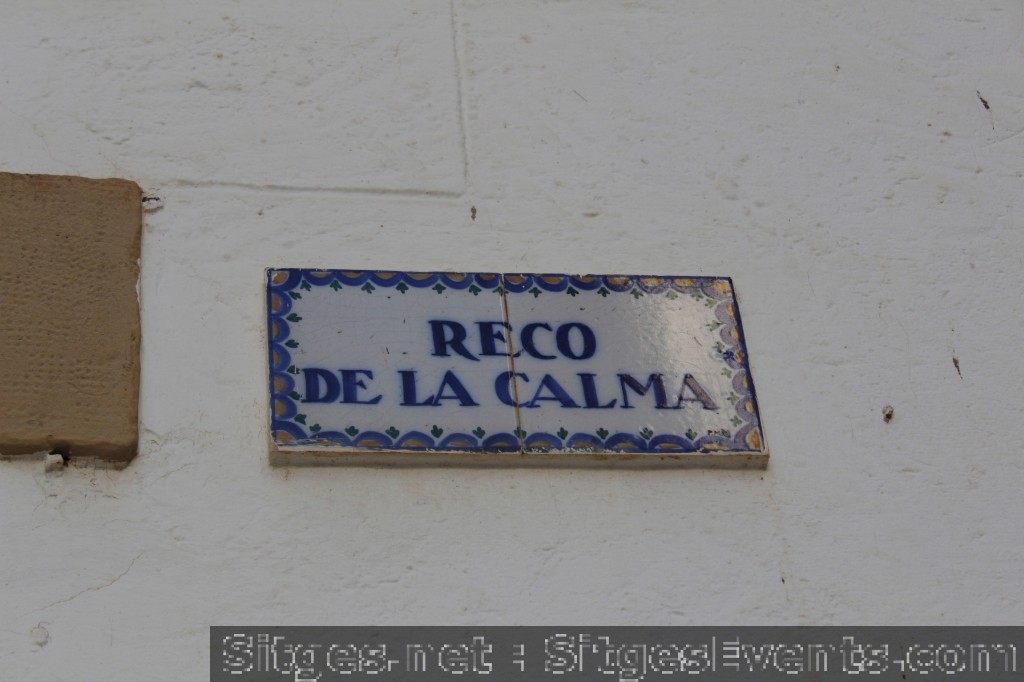 RECO
DE LA CALMA
Sitges.net : SitgesEvents.com